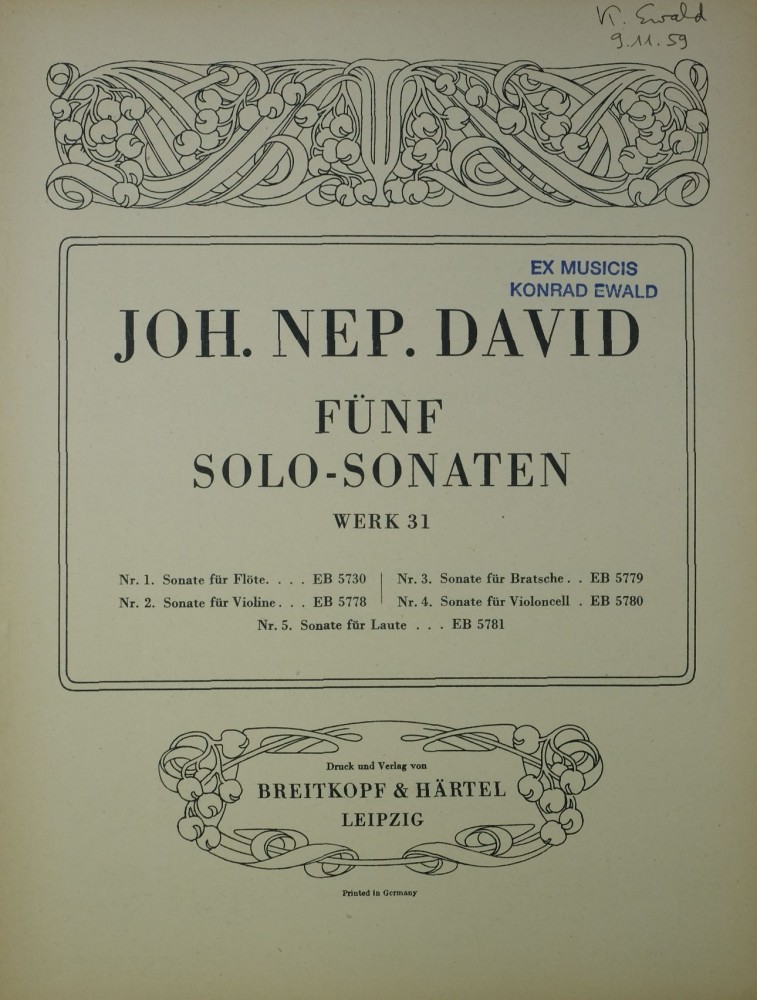 K. Ewald
9.11.59
EX MUSICIS
KONRAD EWALD
JOH. NEP. DAVID
FÜNF
SOLO-SONATEN
WERK 31
Nr. 1. Sonate für Flöte. . . . EB 5730 | Nr. 3. Sonate für Bratsche . . EB 5779
Nr. 2. Sonate für Violine . . . EB 5778 | Nr. 4. Sonate für Violoncell . EB 5780
Nr. 5. Sonate für Laute . . . EB 5781
Druck und Verlag von
BREITKOPF & HÄRTEL
LEIPZIG
Printed in Germany